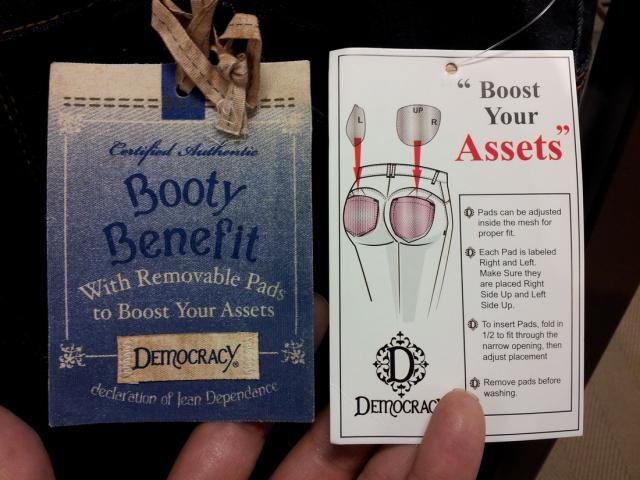 Certified Authentic
Booty
Benefit
With Removable Pads
to Boost Your Assets
DEMOCRACY®
declaration of Jean Dependance
"Boost
Your
Assets"
L
UP
R
Pads can be adjusted
inside the mesh for
proper fit.
Each Pad is labeled
Right and Left.
Make Sure they
are placed Right
Side Up and Left
Side Up.
To insert Pads, fold in
1/2 to fit through the
narrow opening, then
adjust placement
Remove pads before
washing.
D
DEMOCRACY